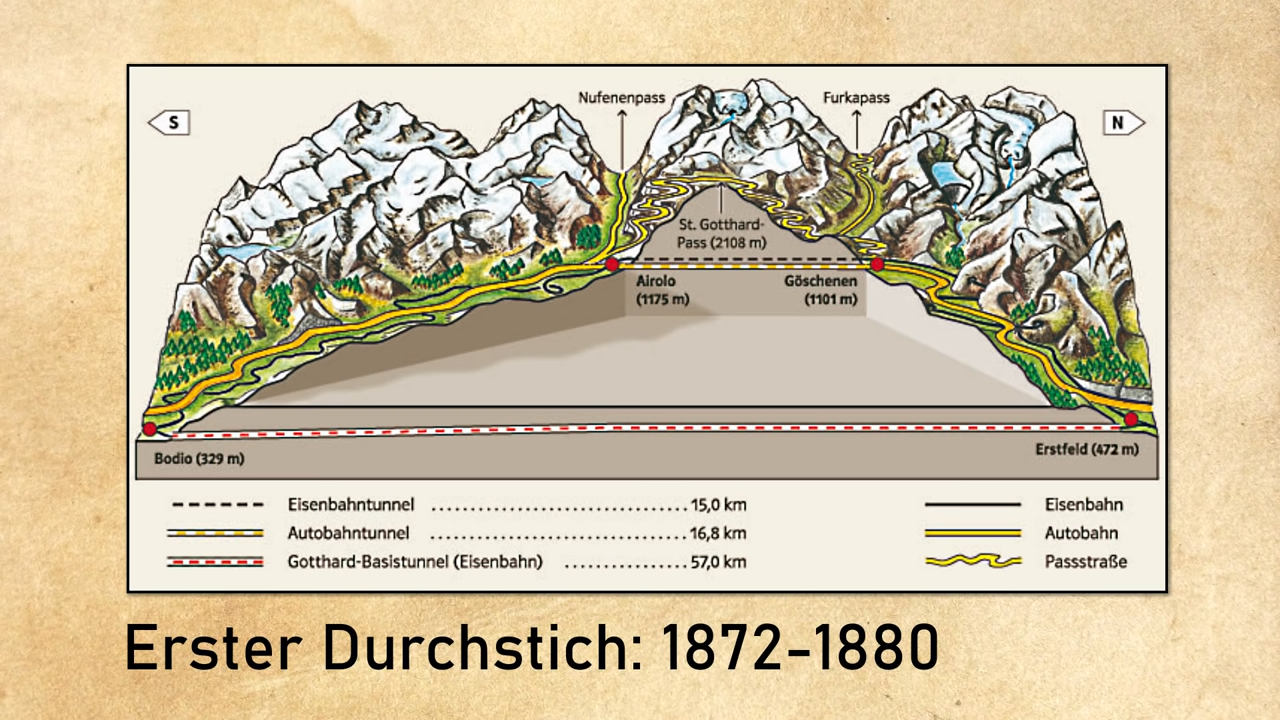 Nufenenpass
Furkapass
S
N
St. Gotthard-
Pass (2108 m)
Airolo
(1175 m)
Göschenen
(1101 m)
Bodio (329 m)
Erstfeld (472 m)
Eisenbahntunnel ........................... 15,0 km
Autobahntunnel ........................... 16,8 km
Gotthard-Basistunnel (Eisenbahn) ............. 57,0 km
Eisenbahn
Autobahn
Passstraße
Erster Durchstich: 1872-1880